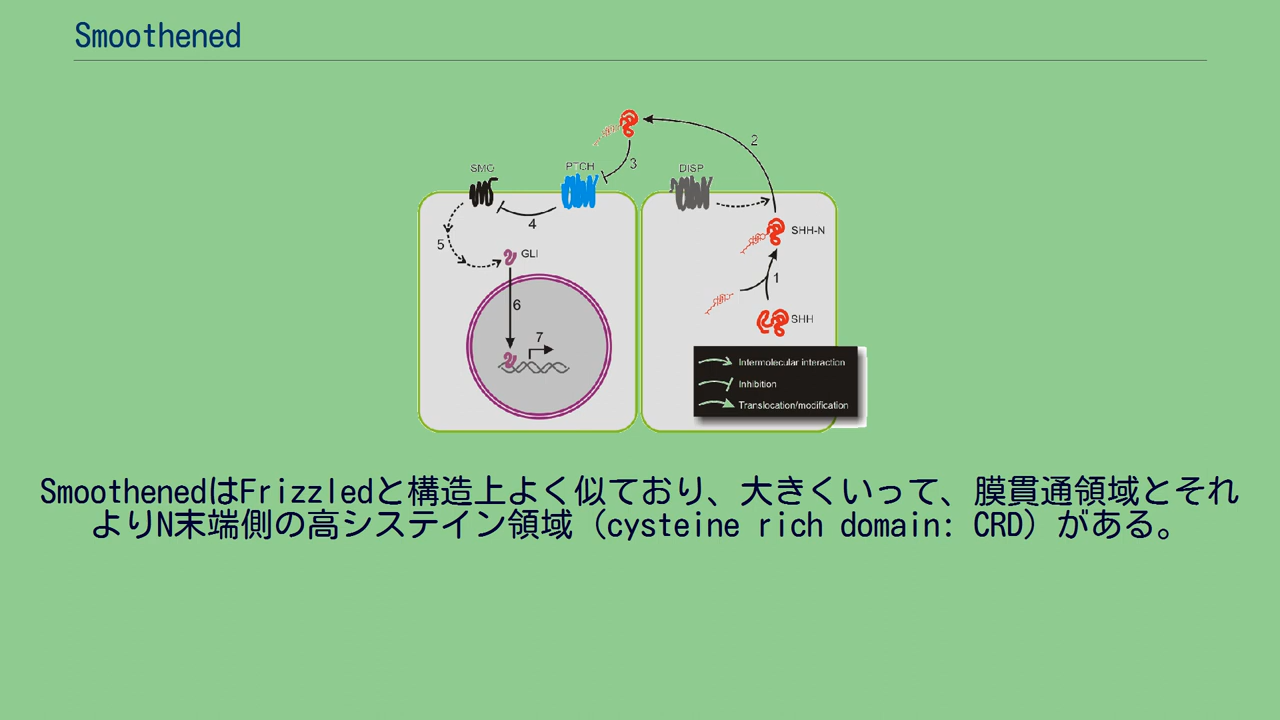 Smoothened
2
SMO
PTCH
3
DISP
4
5
GLI
SHH-N
1
6
SHH
7
Intermolecular interaction
Inhibition
Translocation/modification
SmoothenedはFrizzledと構造上よく似ており、大きくいって、膜貫通領域とそれ
よりN末端側の高システイン領域（cysteine rich domain: CRD）がある。